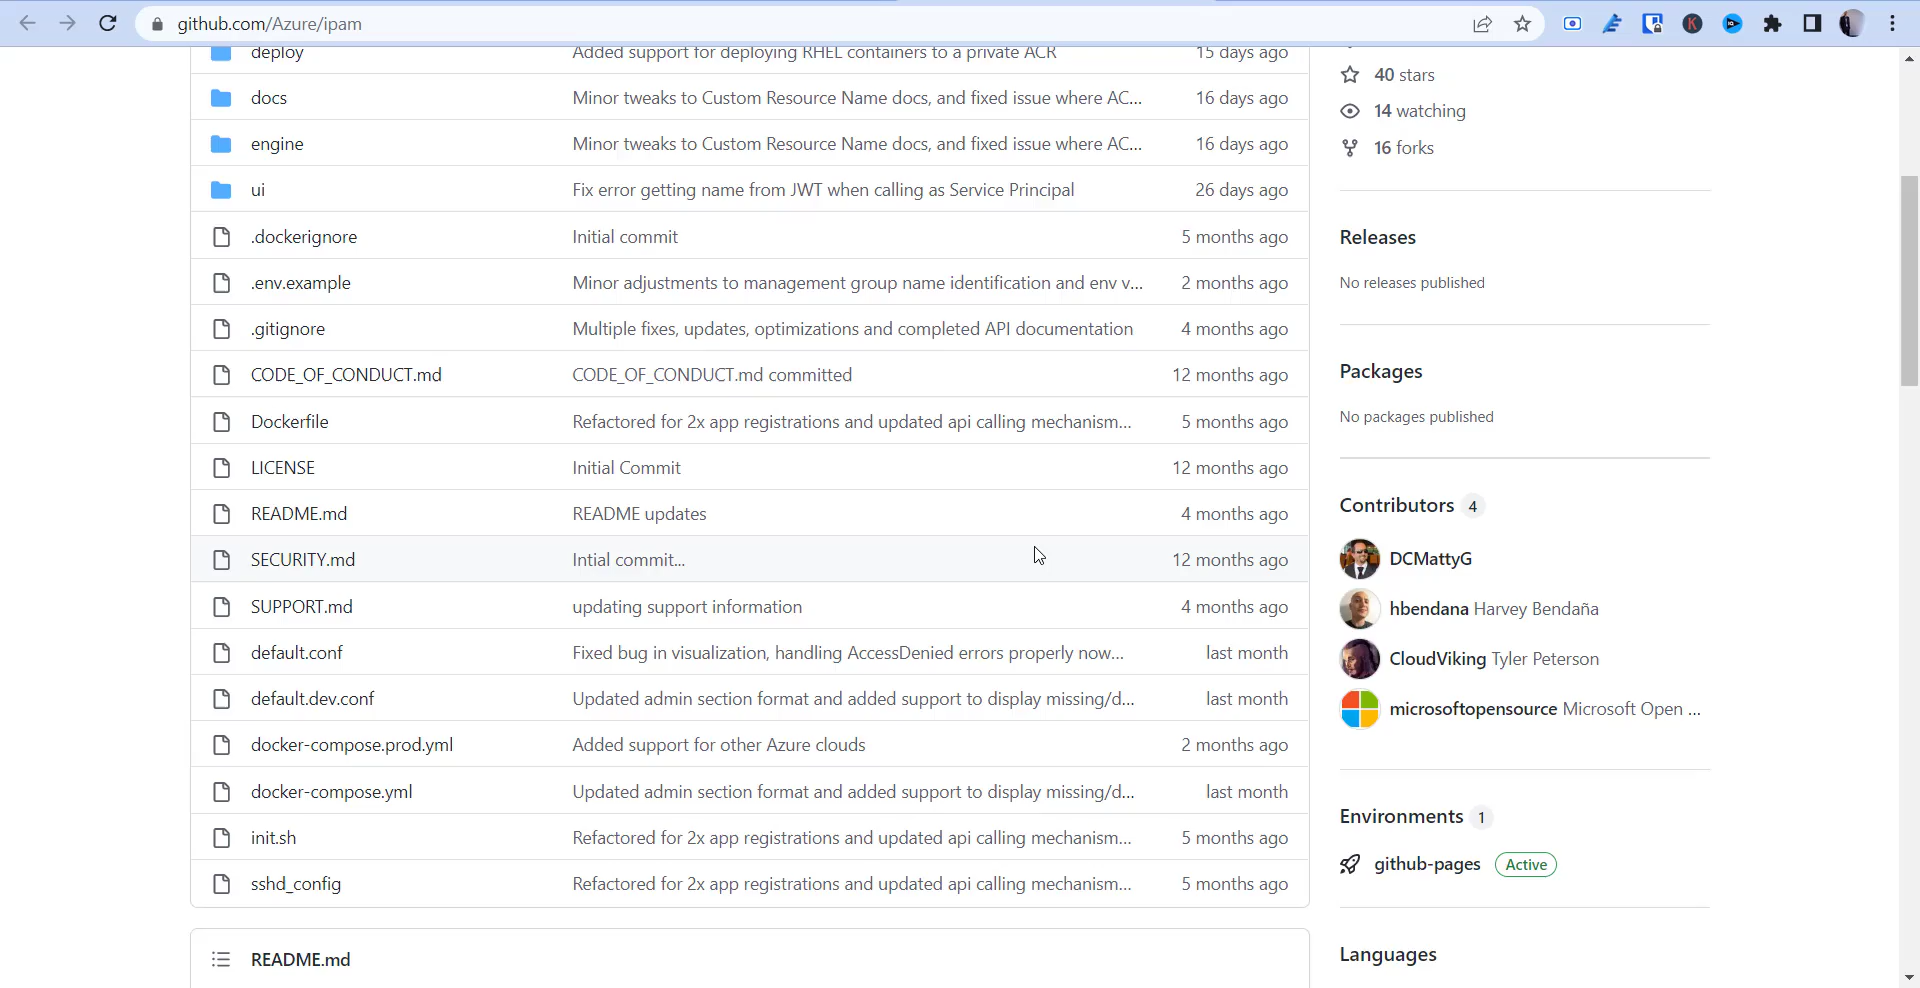 github.com/Azure/ipam
deploy Added support for deploying RHEL containers to a private ACR 15 days ago
docs Minor tweaks to Custom Resource Name docs, and fixed issue where AC... 16 days ago
engine Minor tweaks to Custom Resource Name docs, and fixed issue where AC... 16 days ago
ui Fix error getting name from JWT when calling as Service Principal 26 days ago
.dockerignore Initial commit 5 months ago
.env.example Minor adjustments to management group name identification and env v... 2 months ago
.gitignore Multiple fixes, updates, optimizations and completed API documentation 4 months ago
CODE_OF_CONDUCT.md CODE_OF_CONDUCT.md committed 12 months ago
Dockerfile Refactored for 2x app registrations and updated api calling mechanism... 5 months ago
LICENSE Initial Commit 12 months ago
README.md README updates 4 months ago
SECURITY.md Intial commit... 12 months ago
SUPPORT.md updating support information 4 months ago
default.conf Fixed bug in visualization, handling AccessDenied errors properly now... last month
default.dev.conf Updated admin section format and added support to display missing/d... last month
docker-compose.prod.yml Added support for other Azure clouds 2 months ago
docker-compose.yml Updated admin section format and added support to display missing/d... last month
init.sh Refactored for 2x app registrations and updated api calling mechanism... 5 months ago
sshd_config Refactored for 2x app registrations and updated api calling mechanism... 5 months ago
README.md
40 stars
14 watching
16 forks
Releases
No releases published
Packages
No packages published
Contributors 4
DCMattyG
hbendana Harvey Bendaña
CloudViking Tyler Peterson
microsoftopensource Microsoft Open ...
Environments 1
github-pages Active
Languages